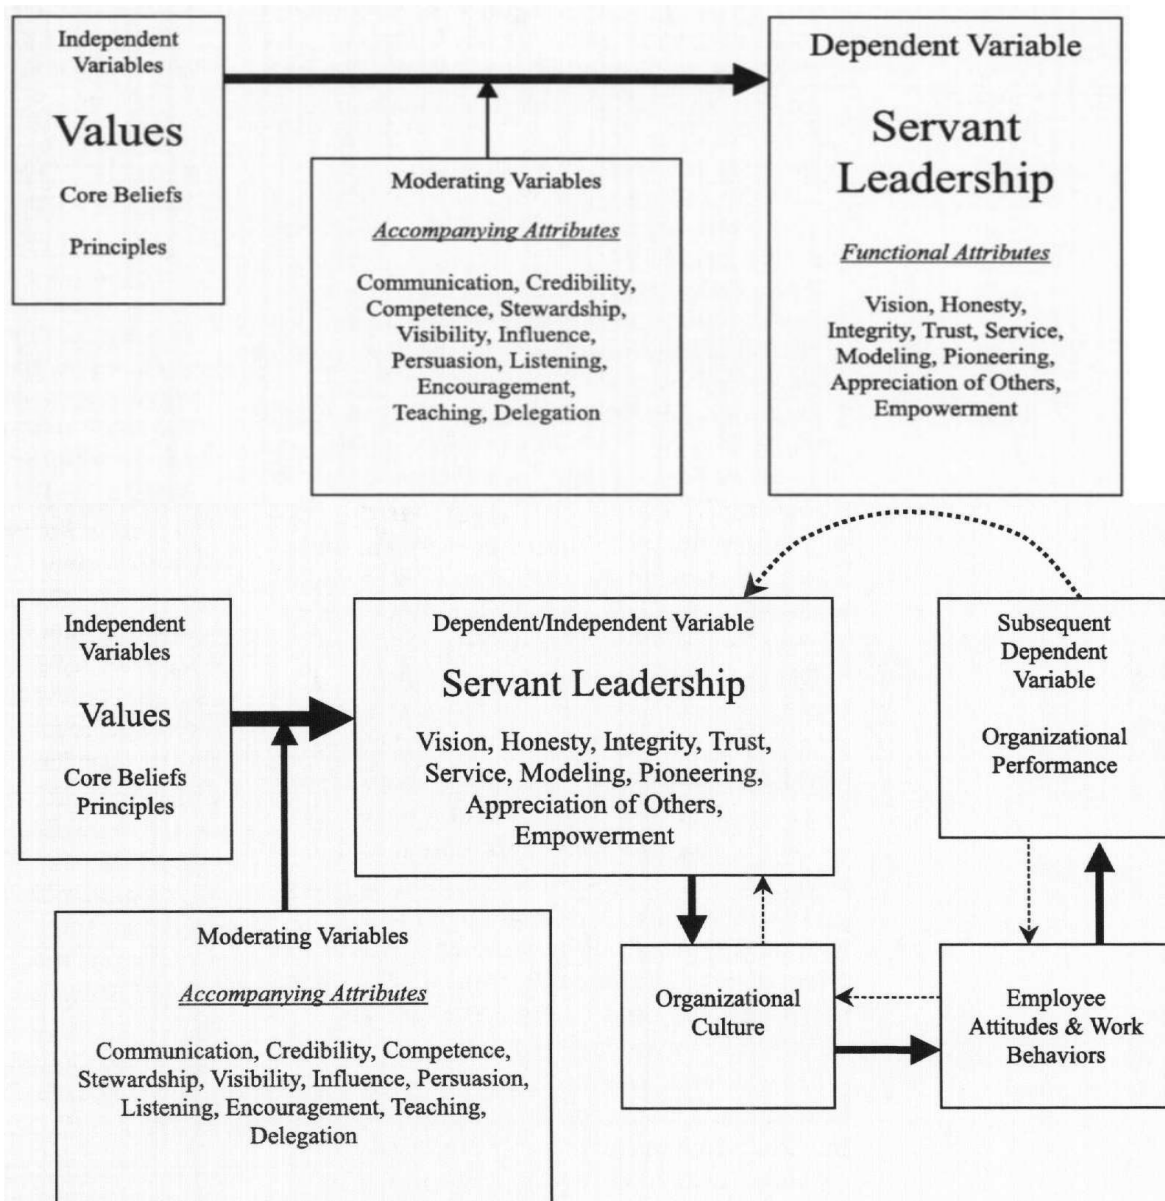 Independent
Variables
Values
Core Beliefs
Principles
Moderating Variables
Accompanying Attributes
Communication, Credibility,
Competence, Stewardship,
Visibility, Influence,
Persuasion, Listening,
Encouragement,
Teaching, Delegation
Dependent Variable
Servant
Leadership
Functional Attributes
Vision, Honesty,
Integrity, Trust, Service,
Modeling, Pioneering,
Appreciation of Others,
Empowerment
Independent
Variables
Values
Core Beliefs
Principles
Dependent/Independent Variable
Servant Leadership
Vision, Honesty, Integrity, Trust,
Service, Modeling, Pioneering,
Appreciation of Others,
Empowerment
Subsequent
Dependent
Variable
Organizational
Performance
Moderating Variables
Accompanying Attributes
Communication, Credibility, Competence,
Stewardship, Visibility, Influence, Persuasion,
Listening, Encouragement, Teaching,
Delegation
Organizational
Culture
Employee
Attitudes & Work
Behaviors